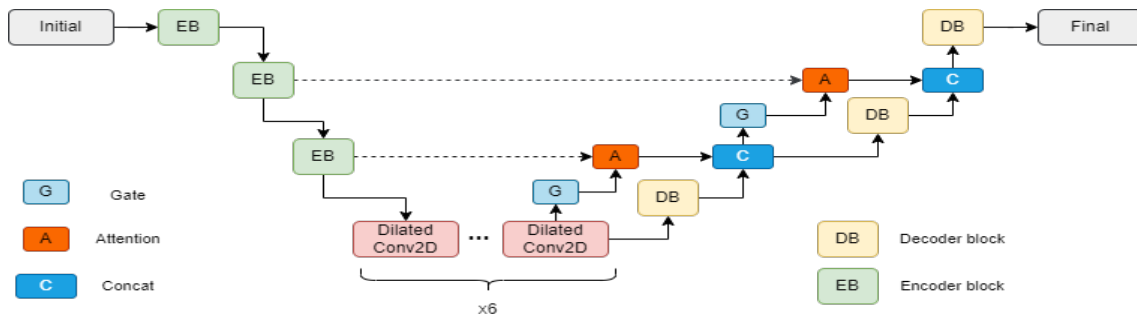 Initial
EB
DB
Final
EB
A
C
G
DB
EB
A
C
G
DB
Dilated
Conv2D
...
Dilated
Conv2D
x6
G
Gate
A
Attention
C
Concat
DB
Decoder block
EB
Encoder block